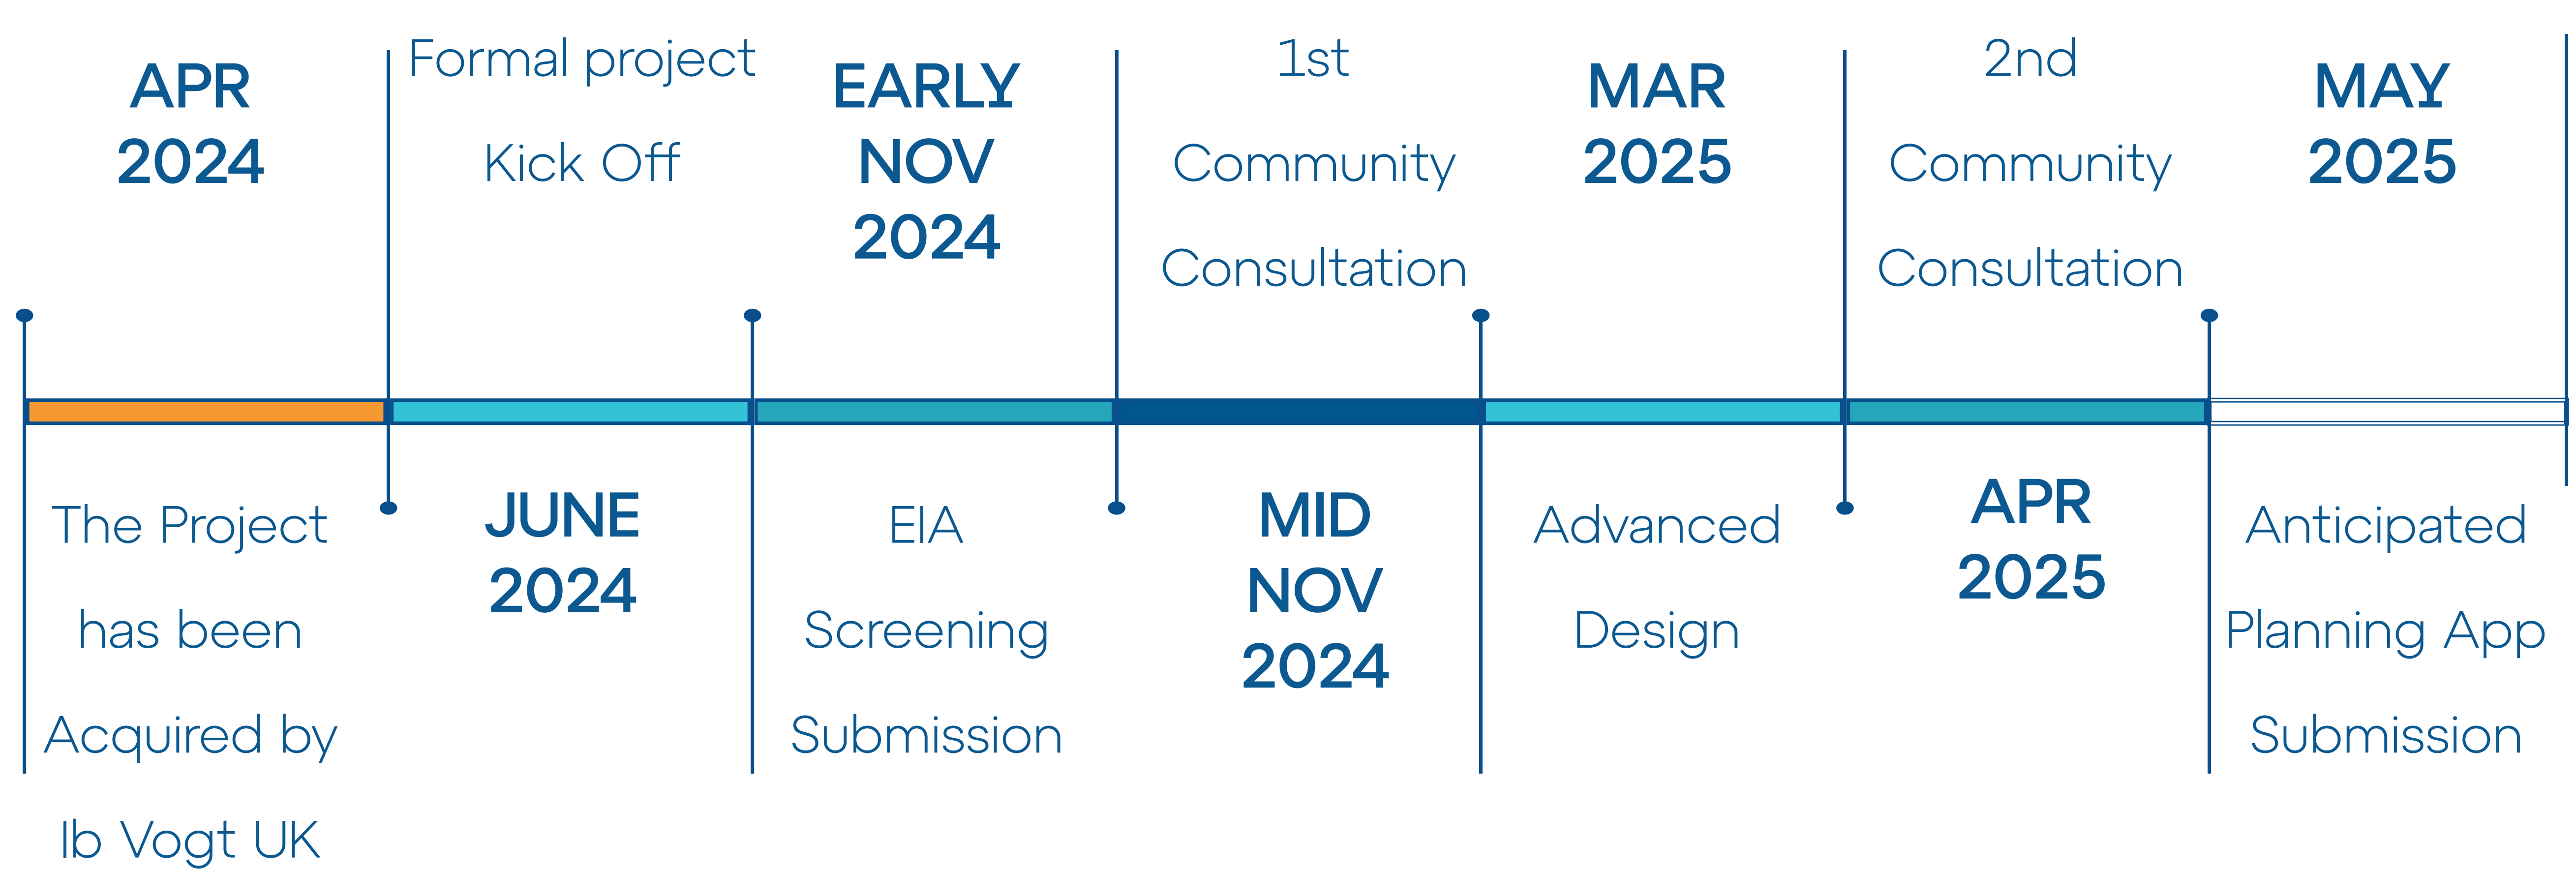 APR
2024
The Project
has been
Acquired by
Ib Vogt UK
Formal project
Kick Off
JUNE
2024
EARLY
NOV
2024
EIA
Screening
Submission
1st
Community
Consultation
MID
NOV
2024
MAR
2025
Advanced
Design
2nd
Community
Consultation
APR
2025
MAY
2025
Anticipated
Planning App
Submission